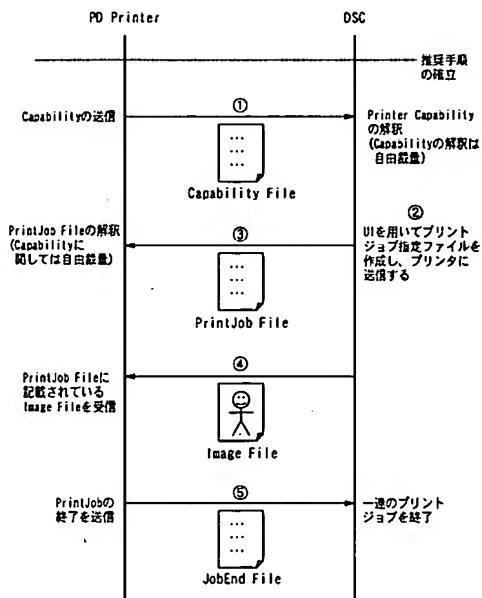 PD Printer
DSC
推奨手順
の確立
Capabilityの送信
①
Printer Capability
の解釈
(Capabilityの解釈は
自由裁量)
Capability File
PrintJob Fileの解釈
(Capabilityに
関しては自由裁量)
③
②
UIを用いてプリント
ジョブ指定ファイルを
作成し、プリンタに
送信する
PrintJob File
④
PrintJob Fileに
記載されている
Image Fileを受信
Image File
⑤
PrintJobの
終了を送信
一連のプリント
ジョブを終了
JobEnd File